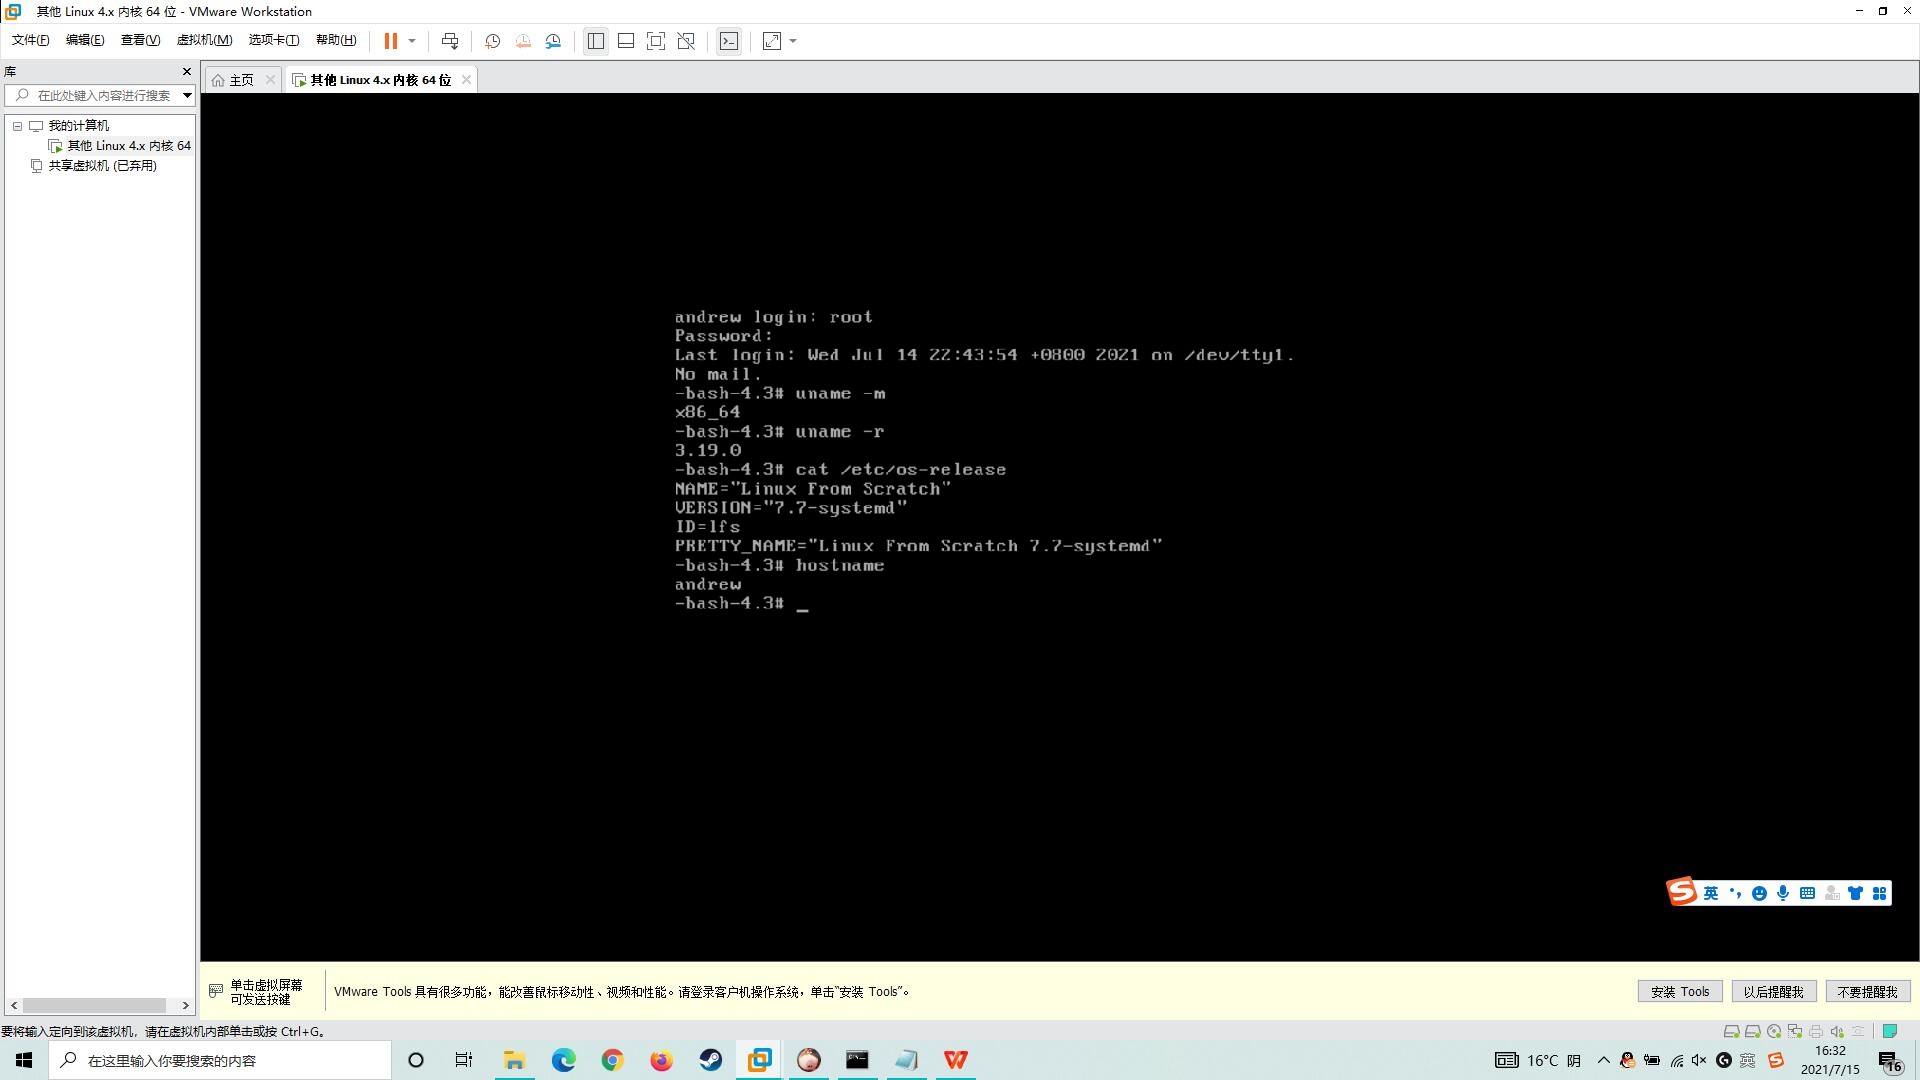 其他 Linux 4.x 内核 64 位 - VMware Workstation
文件(F) 编辑(E) 查看(V) 虚拟机(M) 选项卡(T) 帮助(H)
库
主页
其他 Linux 4.x 内核 64 位
在此处键入内容进行搜索
我的计算机
其他 Linux 4.x 内核 64
共享虚拟机 (已弃用)
andrew login: root
Password:
Last login: Wed Jul 14 22:43:54 +0800 2021 on /dev/tty1.
No mail.
-bash-4.3# uname -m
x86_64
-bash-4.3# uname -r
3.19.0
-bash-4.3# cat /etc/os-release
NAME="Linux From Scratch"
VERSION="7.7-systemd"
ID=lfs
PRETTY_NAME="Linux From Scratch 7.7-systemd"
-bash-4.3# hostname
andrew
-bash-4.3# _
英
单击虚拟屏幕
可发送按键
VMware Tools 具有很多功能，能改善鼠标移动性、视频和性能。请登录客户机操作系统，单击“安装 Tools”。
安装 Tools
以后提醒我
不要提醒我
要将输入定向到该虚拟机，请在虚拟机内部单击或按 Ctrl+G。
在这里输入你要搜索的内容
16°C 阴
英
16:32
2021/7/15
16